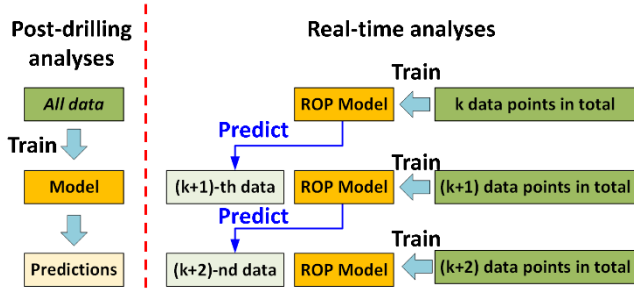 Post-drilling
analyses
All data
Train
Model
Predictions
Real-time analyses
Train
ROP Model
k data points in total
Predict
Train
(k+1)-th data
ROP Model
(k+1) data points in total
Predict
Train
(k+2)-nd data
ROP Model
(k+2) data points in total